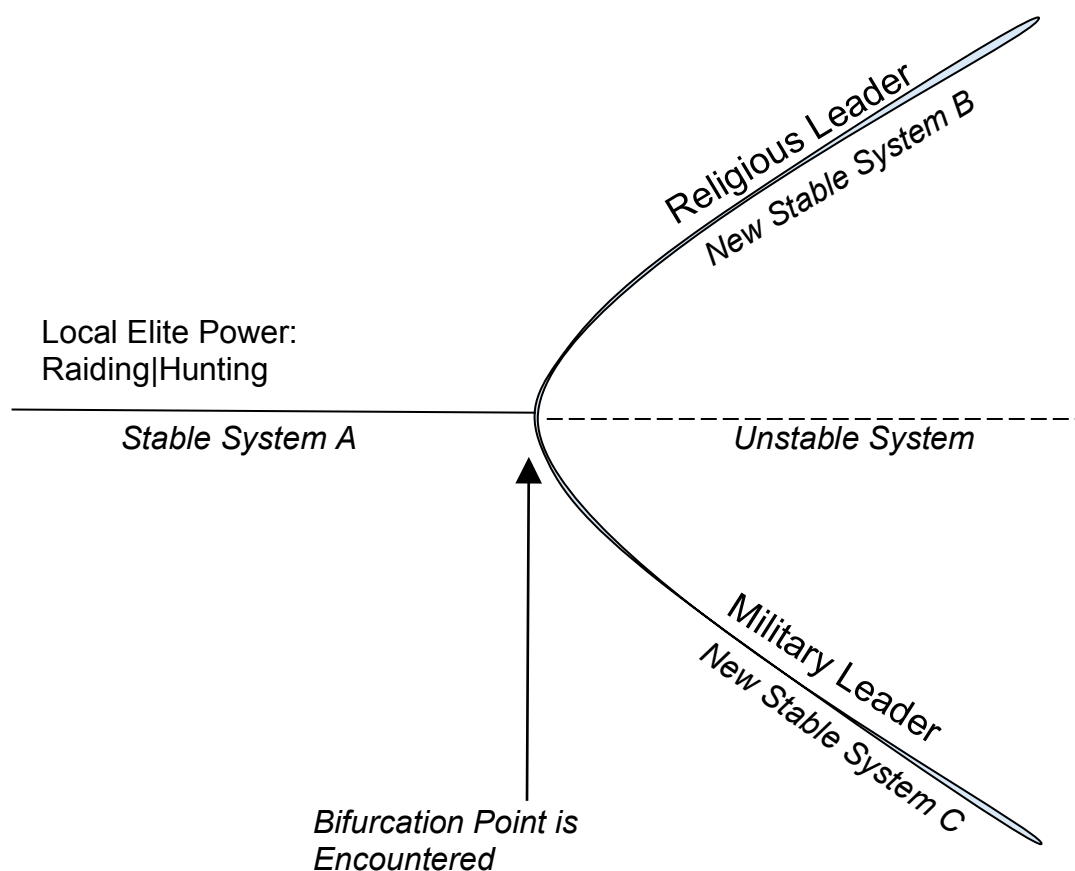 Religious Leader
New Stable System B
Local Elite Power:
Raiding|Hunting
Stable System A
Unstable System
Military Leader
New Stable System C
Bifurcation Point is
Encountered